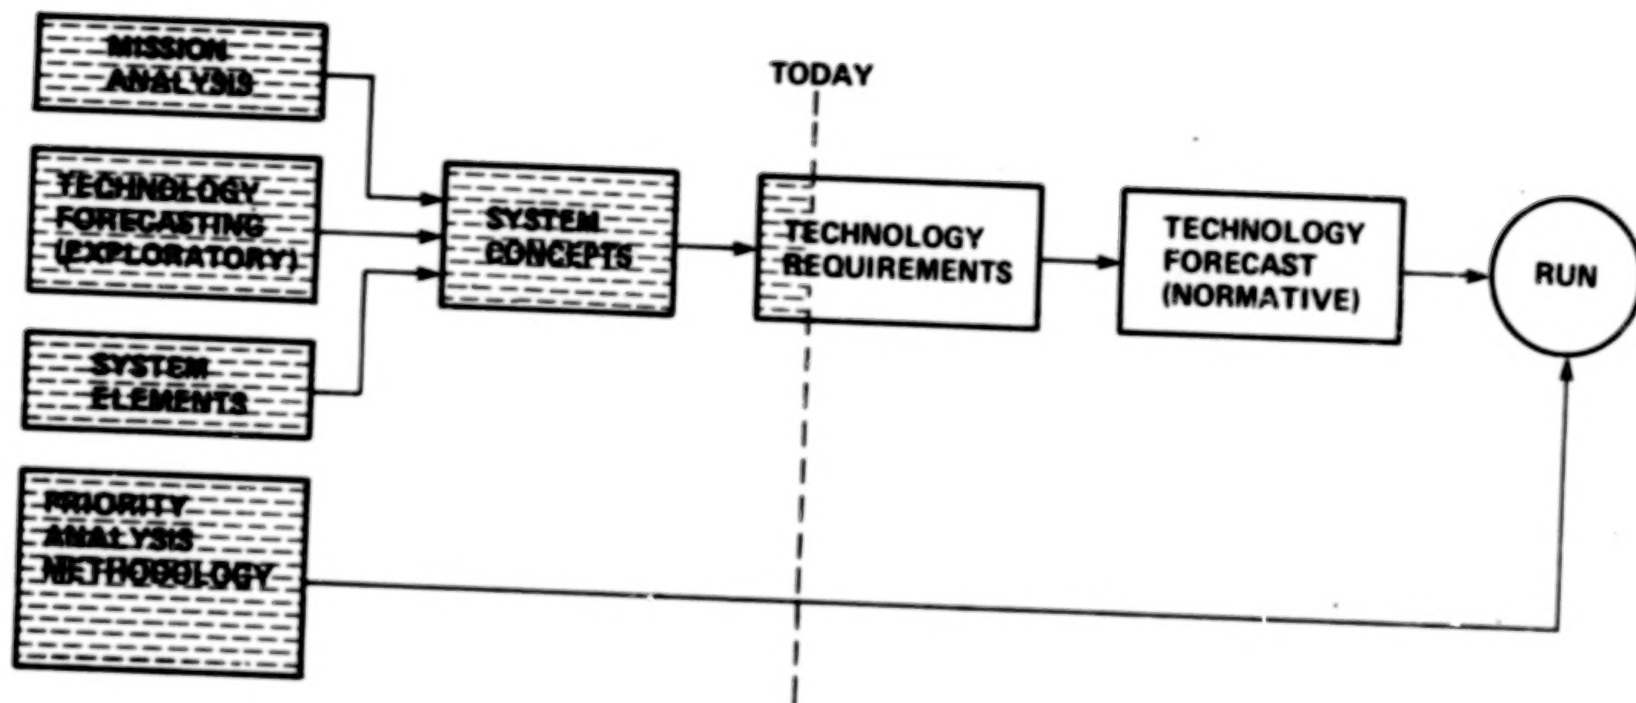 MISSION
ANALYSIS
TECHNOLOGY
FORECASTING
(EXPLORATORY)
SYSTEM
ELEMENTS
PRIORITY
ANALYSIS
METHODOLOGY
SYSTEM
CONCEPTS
TODAY
TECHNOLOGY
REQUIREMENTS
TECHNOLOGY
FORECAST
(NORMATIVE)
RUN